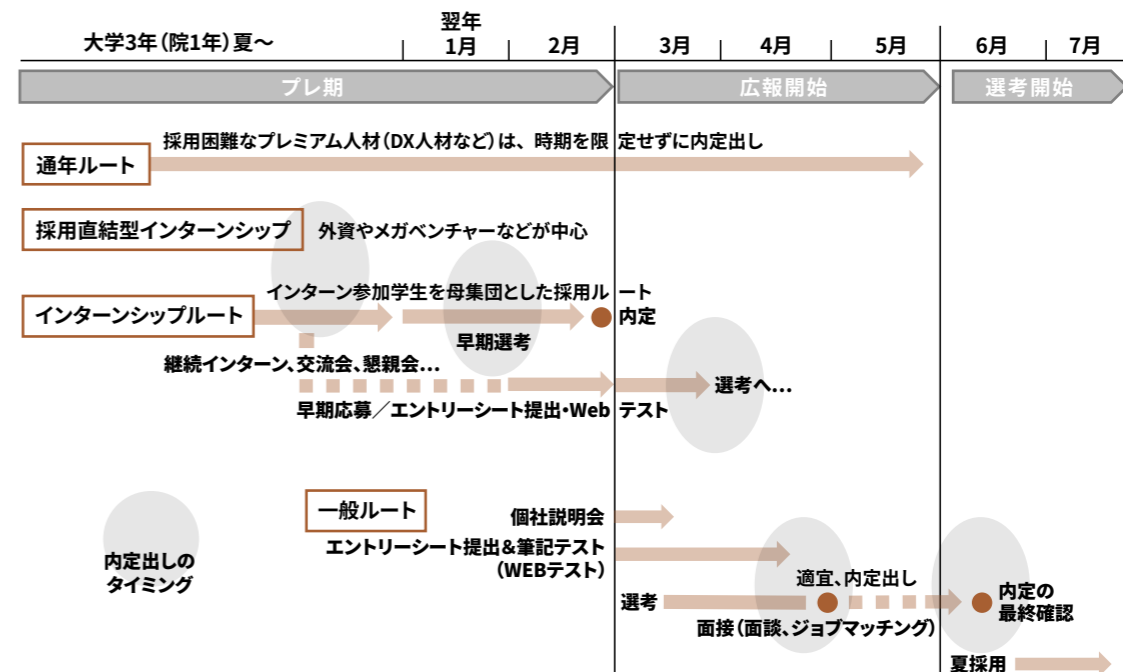 大学3年(院1年)夏〜
翌年
1月
2月
3月
4月
5月
6月
7月
プレ期
広報開始
選考開始
採用困難なプレミアム人材(DX人材など)は、時期を限定せずに内定出し
通年ルート
採用直結型インターンシップ
外資やメガベンチャーなどが中心
インターン参加学生を母集団とした採用ルート
インターンシップルート
内定
早期選考
継続インターン、交流会、懇親会…
選考へ…
早期応募/エントリーシート提出・Webテスト
一般ルート
個社説明会
エントリーシート提出&筆記テスト
(WEBテスト)
内定出しの
タイミング
適宜、内定出し
選考
内定の
最終確認
面接(面談、ジョブマッチング)
夏採用